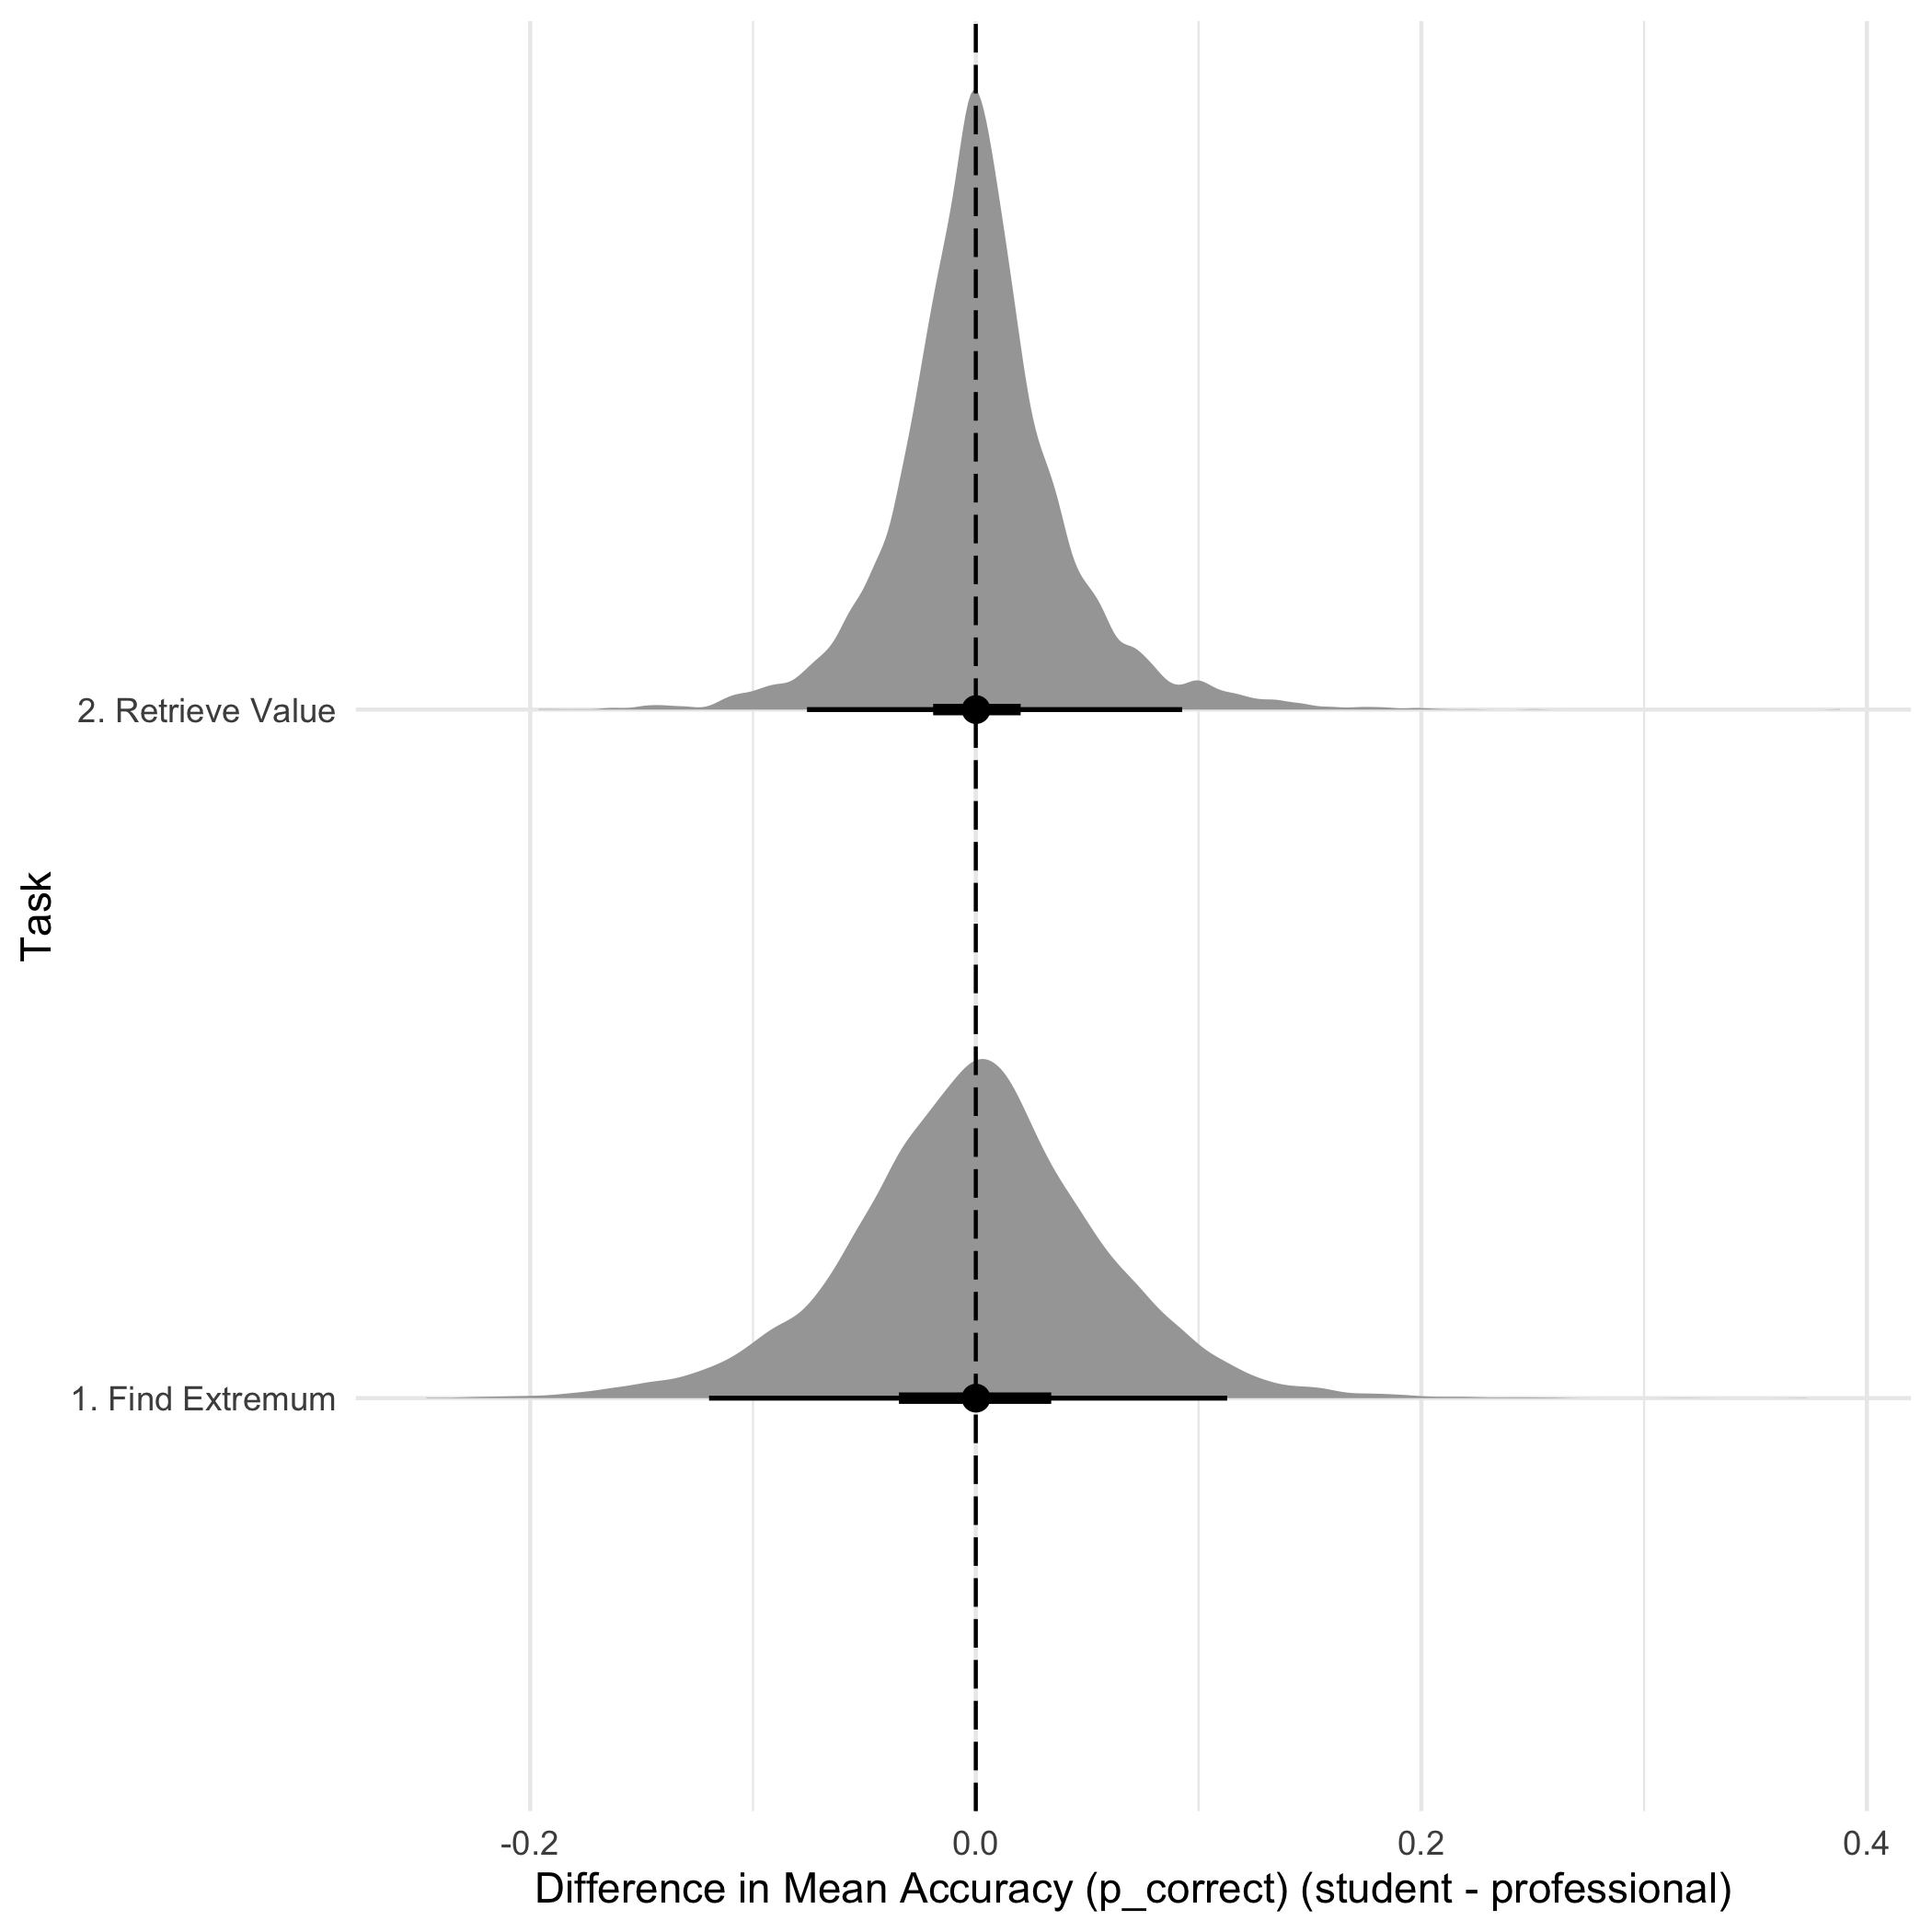 2. Retrieve Value
Task
1. Find Extremum
-0.2 0.0 0.2 0.4
Difference in Mean Accuracy (p_correct) (student - professional)